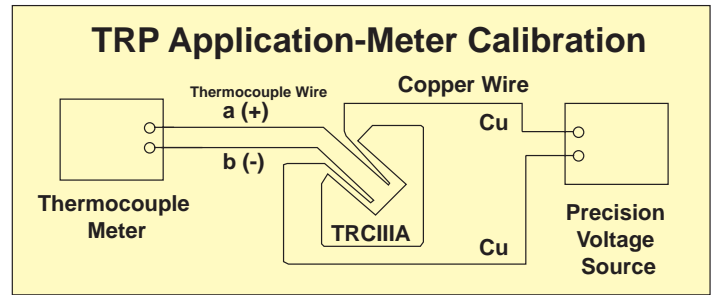 TRP Application-Meter Calibration
Thermocouple Wire
a (+)
Copper Wire
Cu
b (-)
Thermocouple
Meter
TRCIIIA
Cu
Precision
Voltage
Source